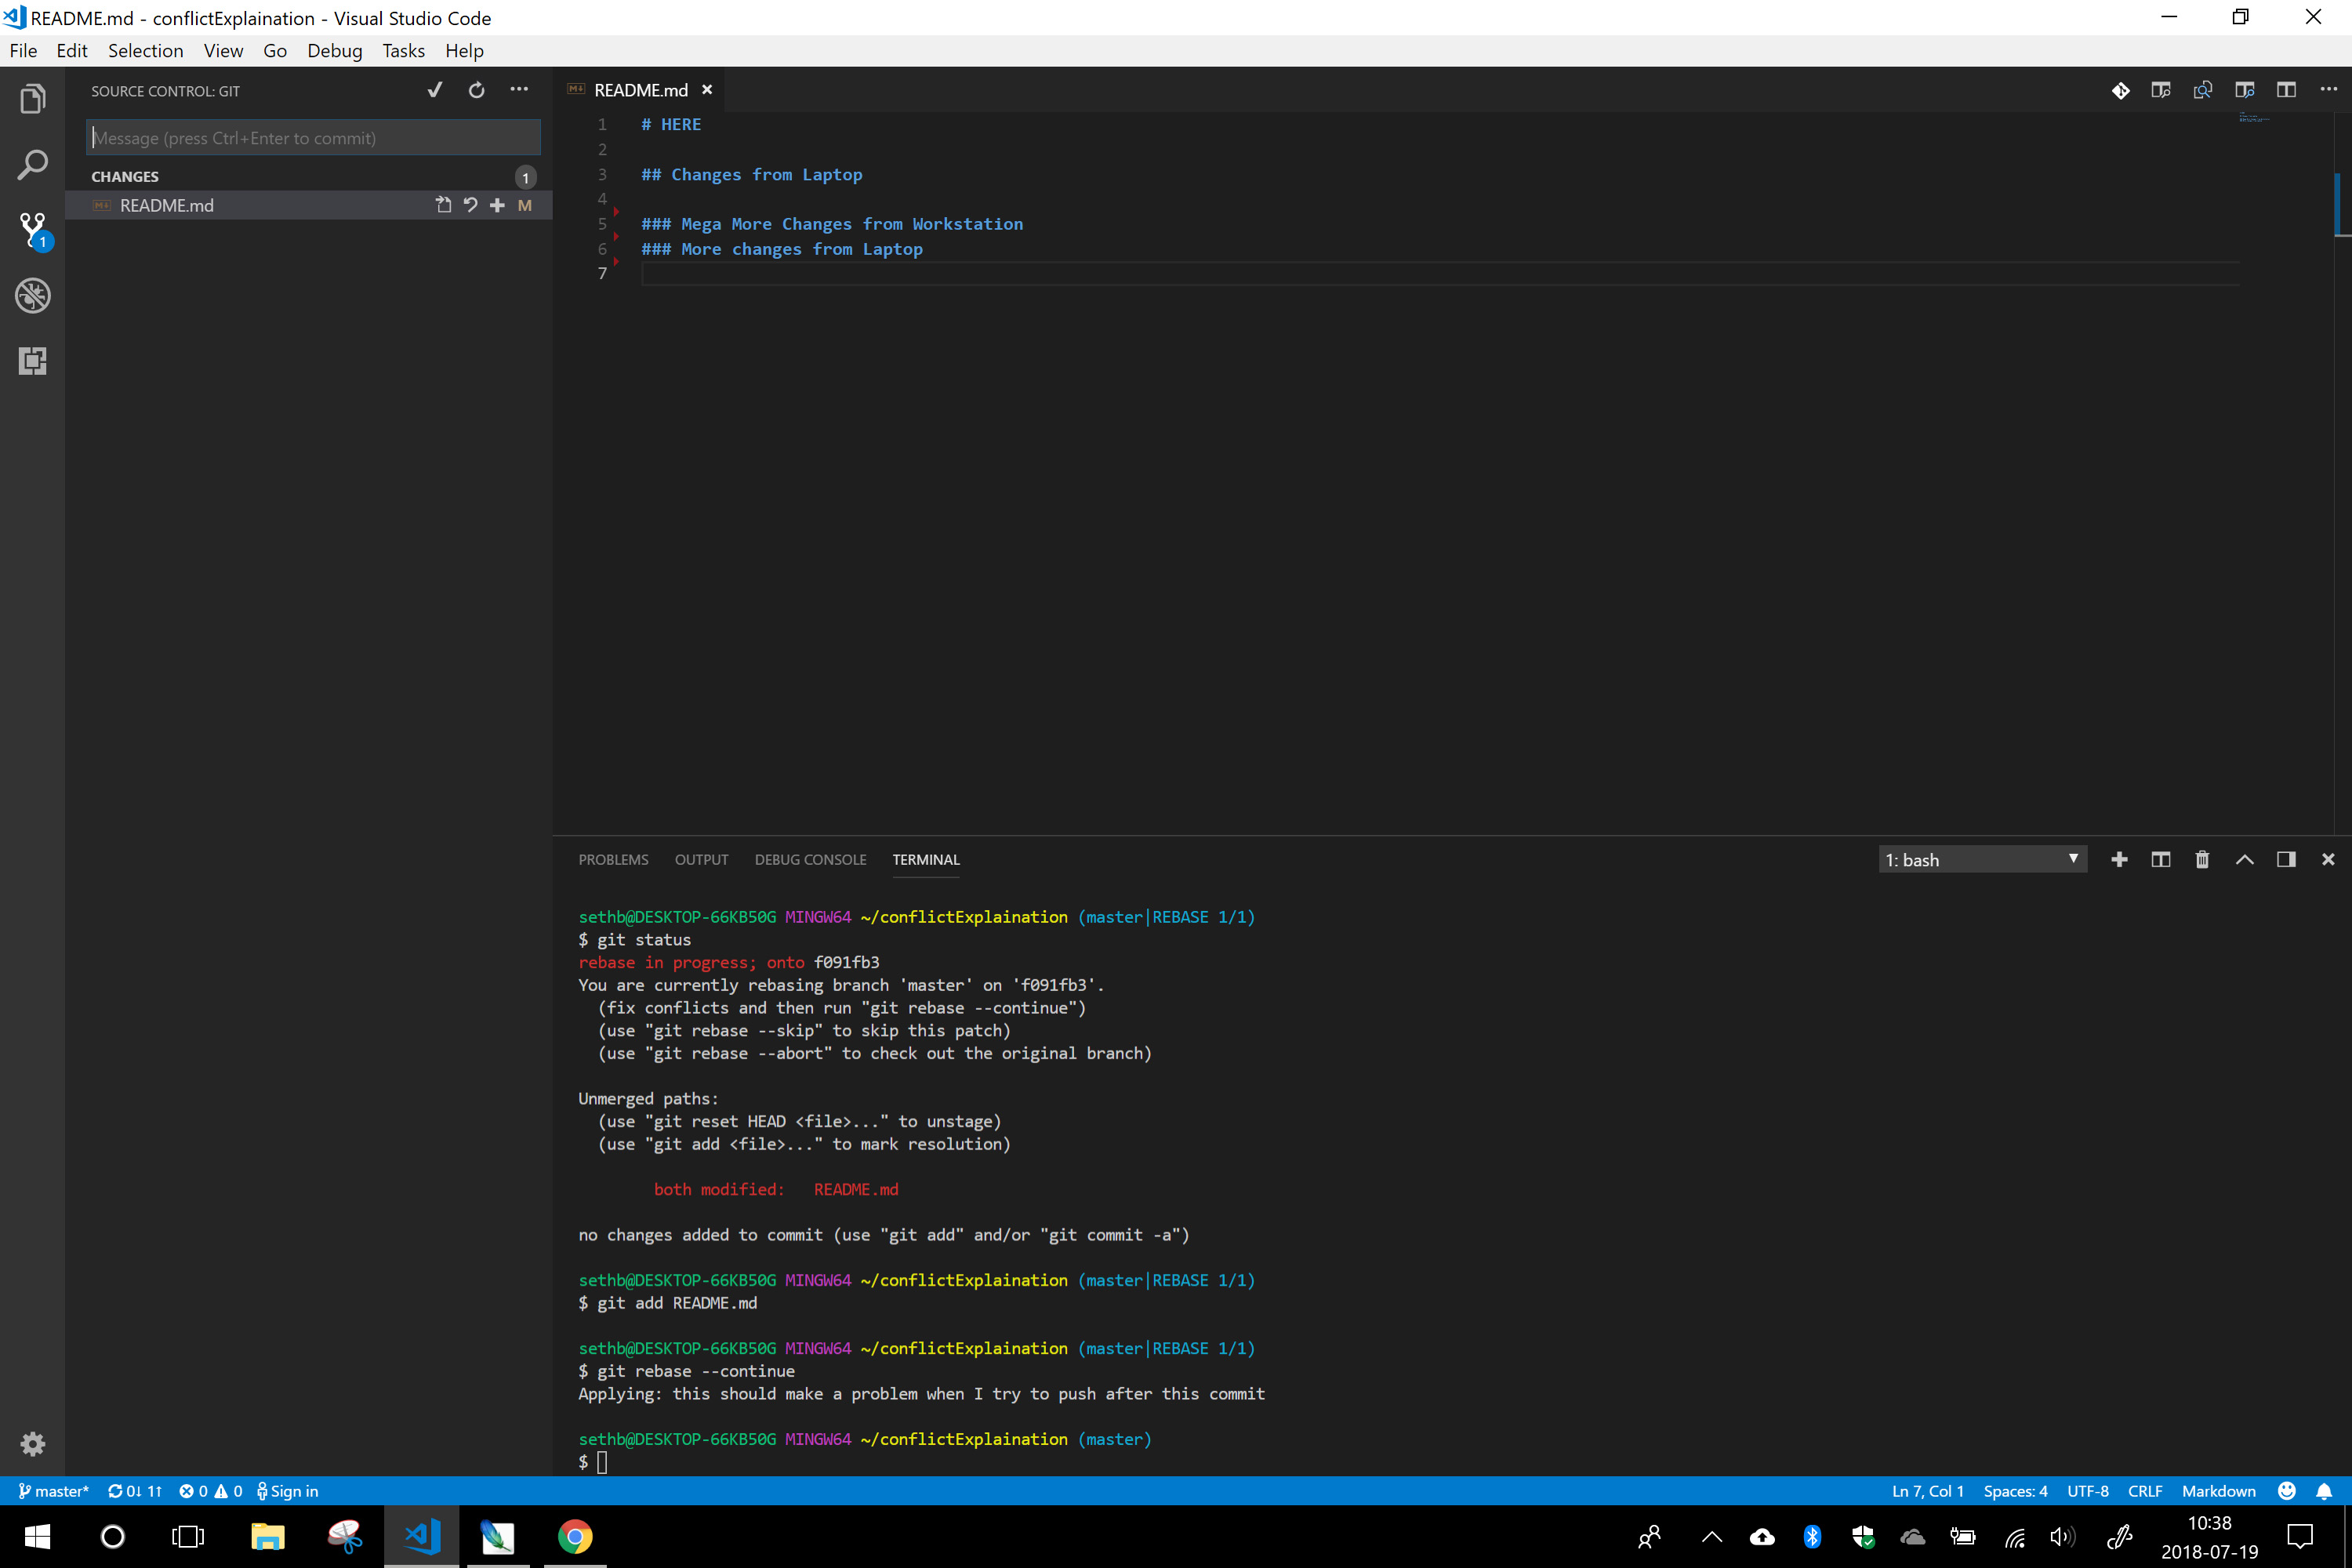 README.md - conflictExplaination - Visual Studio Code
File Edit Selection View Go Debug Tasks Help
SOURCE CONTROL: GIT
Message (press Ctrl+Enter to commit)
CHANGES
1
README.md
M
1
README.md
1 # HERE
2
3 ## Changes from Laptop
4
5 ### Mega More Changes from Workstation
6 ### More changes from Laptop
7
PROBLEMS OUTPUT DEBUG CONSOLE TERMINAL
1: bash
sethb@DESKTOP-66KB50G MINGW64 ~/conflictExplaination (master|REBASE 1/1)
$ git status
rebase in progress; onto f091fb3
You are currently rebasing branch 'master' on 'f091fb3'.
(fix conflicts and then run "git rebase --continue")
(use "git rebase --skip" to skip this patch)
(use "git rebase --abort" to check out the original branch)
Unmerged paths:
(use "git reset HEAD <file>..." to unstage)
(use "git add <file>..." to mark resolution)
both modified: README.md
no changes added to commit (use "git add" and/or "git commit -a")
sethb@DESKTOP-66KB50G MINGW64 ~/conflictExplaination (master|REBASE 1/1)
$ git add README.md
sethb@DESKTOP-66KB50G MINGW64 ~/conflictExplaination (master|REBASE 1/1)
$ git rebase --continue
Applying: this should make a problem when I try to push after this commit
sethb@DESKTOP-66KB50G MINGW64 ~/conflictExplaination (master)
$
master* 0↓ 1↑ 0 0 Sign in
Ln 7, Col 1 Spaces: 4 UTF-8 CRLF Markdown
10:38
2018-07-19